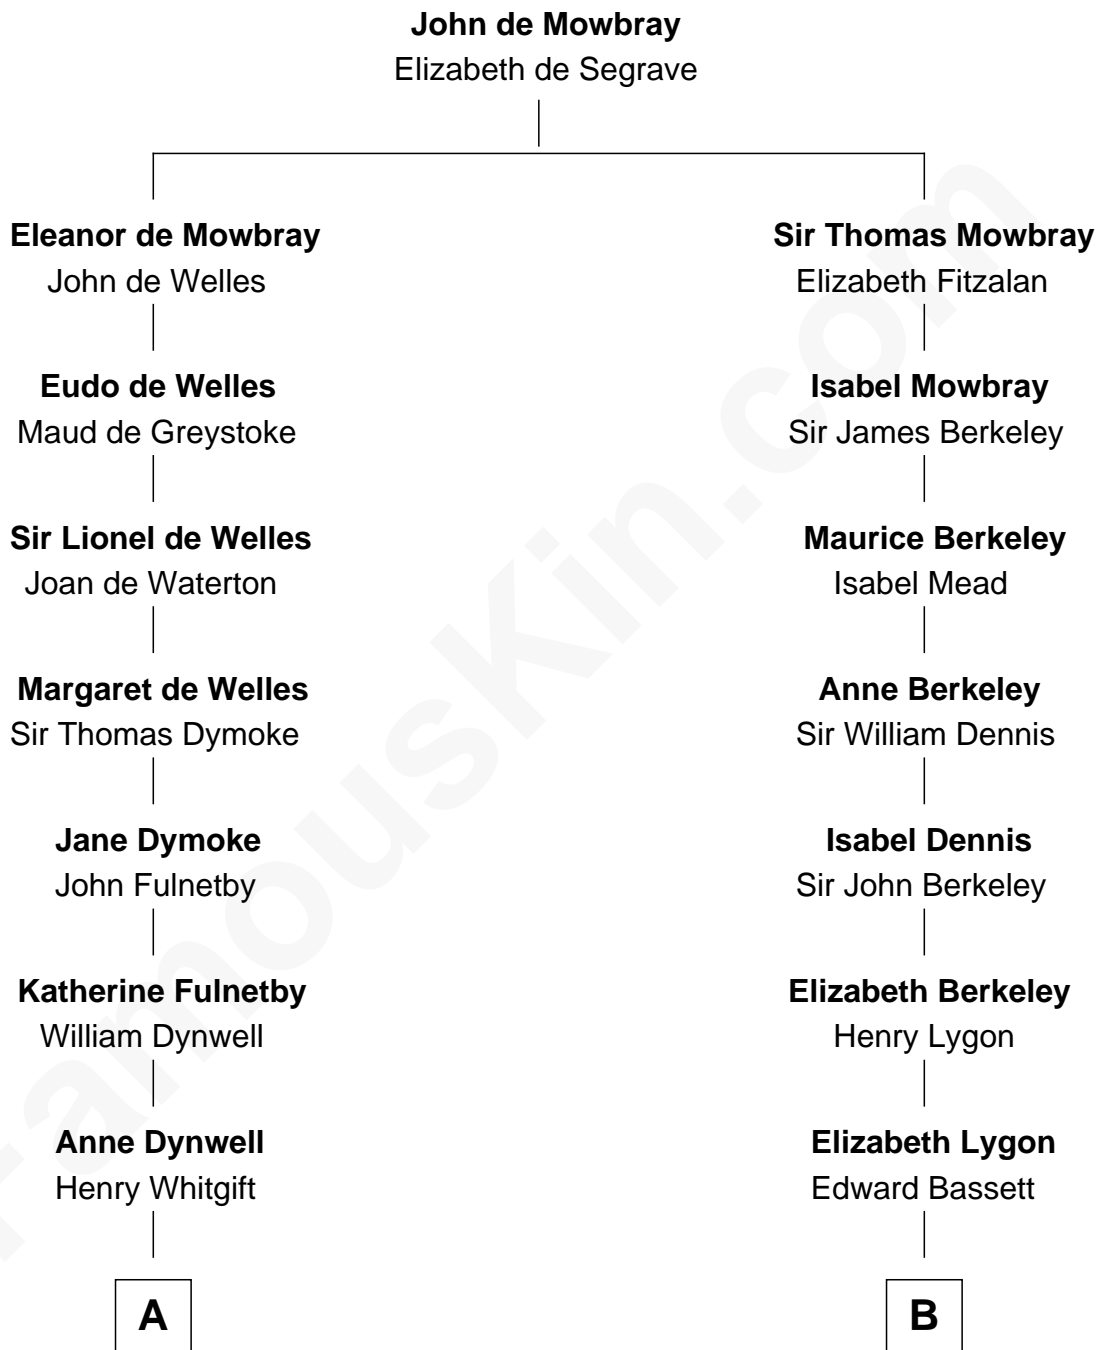 John de Mowbray
Elizabeth de Segrave
Eleanor de Mowbray
John de Welles
Sir Thomas Mowbray
Elizabeth Fitzalan
Eudo de Welles
Maud de Greystoke
Isabel Mowbray
Sir James Berkeley
Sir Lionel de Welles
Joan de Waterton
Maurice Berkeley
Isabel Mead
Margaret de Welles
Sir Thomas Dymoke
Anne Berkeley
Sir William Dennis
Jane Dymoke
John Fulnetby
Isabel Dennis
Sir John Berkeley
Katherine Fulnetby
William Dynwell
Elizabeth Berkeley
Henry Lygon
Anne Dynwell
Henry Whitgift
Elizabeth Lygon
Edward Bassett
A
B
FamousKin.com